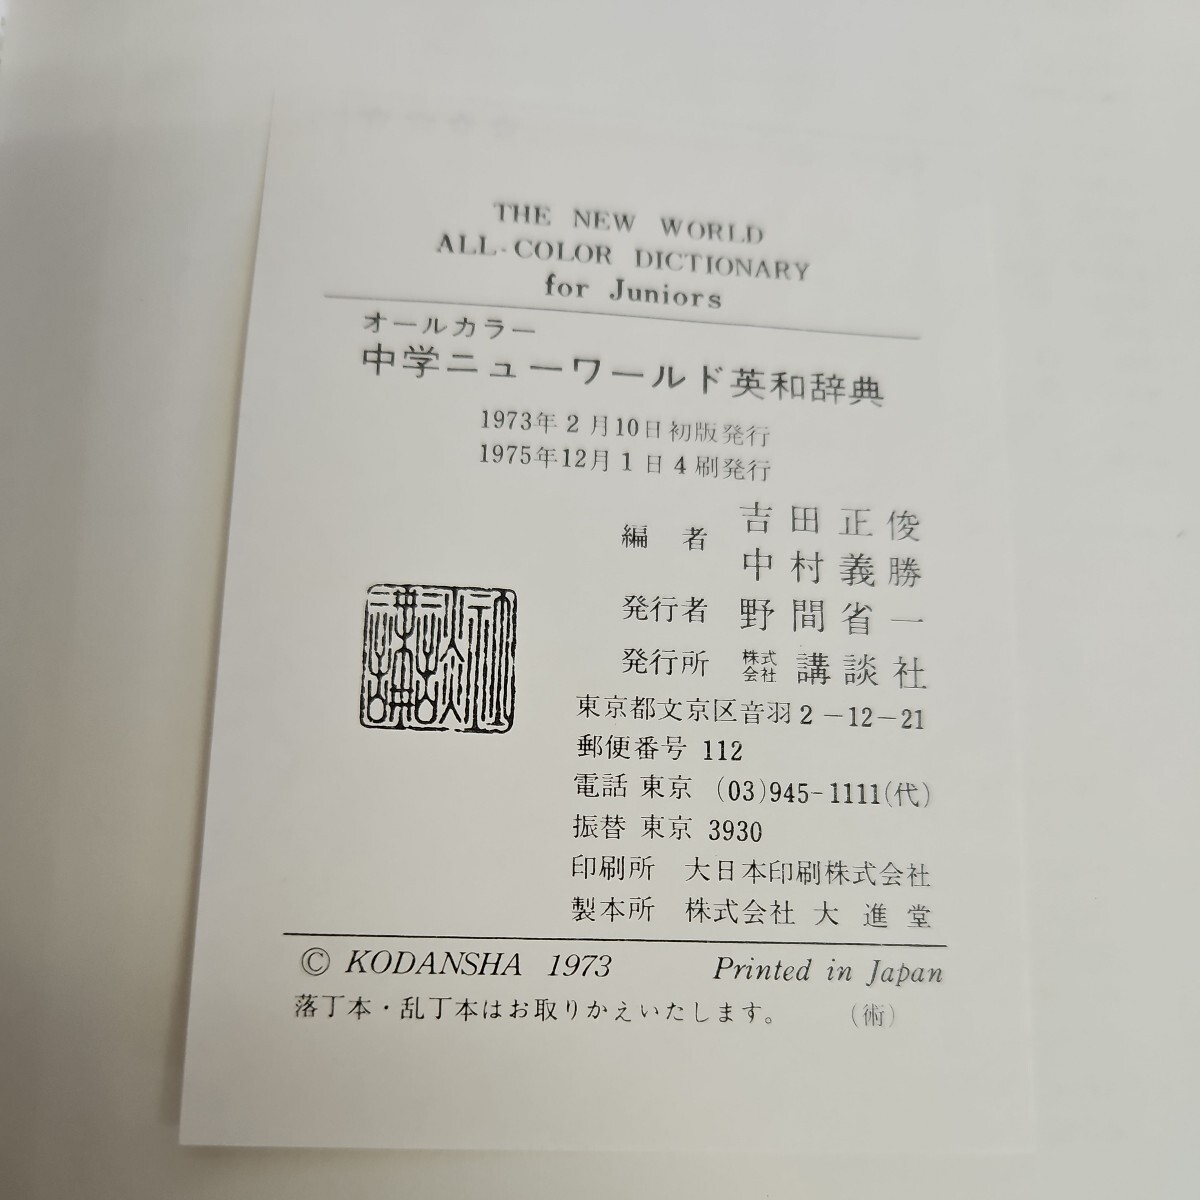 THE NEW WORLD
ALL-COLOR DICTIONARY
for Juniors
オールカラー
中学ニューワールド英和辞典
1973年2月10日初版発行
1975年12月1日4刷発行
編者 吉田正俊
中村義勝
発行者 野間省一
発行所 株式会社 講談社
東京都文京区音羽2-12-21
郵便番号 112
電話 東京 (03)945-1111(代)
振替 東京 3930
印刷所 大日本印刷株式会社
製本所 株式会社 大進堂
© KODANSHA 1973 Printed in Japan
落丁本・乱丁本はお取りかえいたします。 (術)